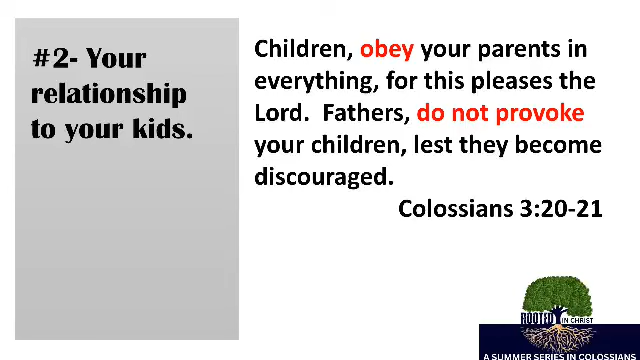 #2- Your
relationship
to your kids.
Children, obey your parents in
everything, for this pleases the
Lord.  Fathers, do not provoke
your children, lest they become
discouraged.
Colossians 3:20-21
ROOTED IN CHRIST
A SUMMER SERIES IN COLOSSIANS